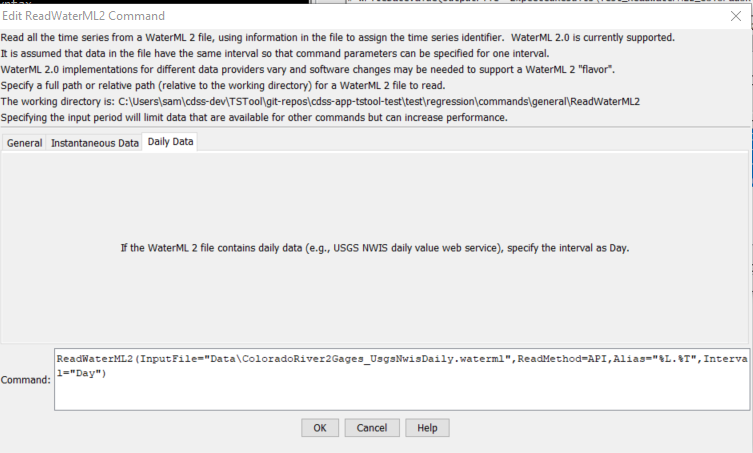 Edit ReadWaterML2 Command
Read all the time series from a WaterML 2 file, using information in the file to assign the time series identifier.  WaterML 2.0 is currently supported.
It is assumed that data in the file have the same interval so that command parameters can be specified for one interval.
WaterML 2.0 implementations for different data providers vary and software changes may be needed to support a WaterML 2 "flavor".
Specify a full path or relative path (relative to the working directory) for a WaterML 2 file to read.
The working directory is: C:\Users\sam\cdss-dev\TSTool\git-repos\cdss-app-tstool-test\test\regression\commands\general\ReadWaterML2
Specifying the input period will limit data that are available for other commands but can increase performance.
General Instantaneous Data Daily Data
If the WaterML 2 file contains daily data (e.g., USGS NWIS daily value web service), specify the interval as Day.
Command:
ReadWaterML2(InputFile="Data\ColoradoRiver2Gages_UsgsNwisDaily.waterml",ReadMethod=API,Alias="%L.%T",Interva
l="Day")
OK Cancel Help